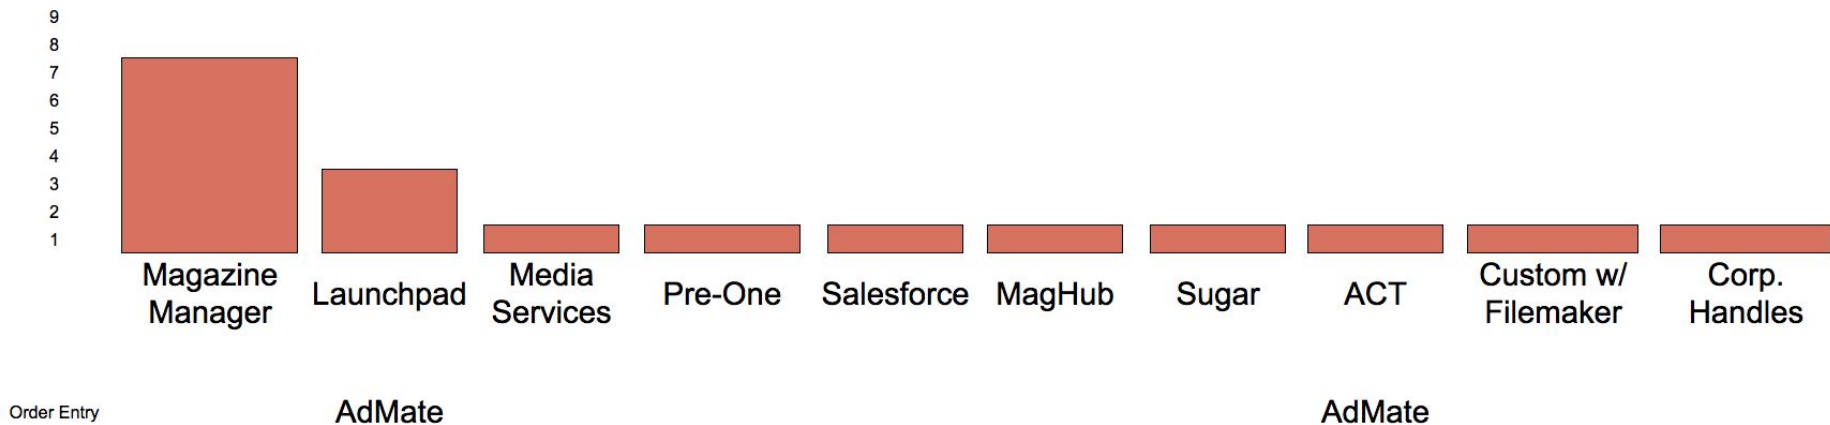 9
8
7
6
5
4
3
2
1
Magazine
Manager
Launchpad
Media
Services
Pre-One
Salesforce
MagHub
Sugar
ACT
Custom w/
Filemaker
Corp.
Handles
Order Entry
AdMate
AdMate